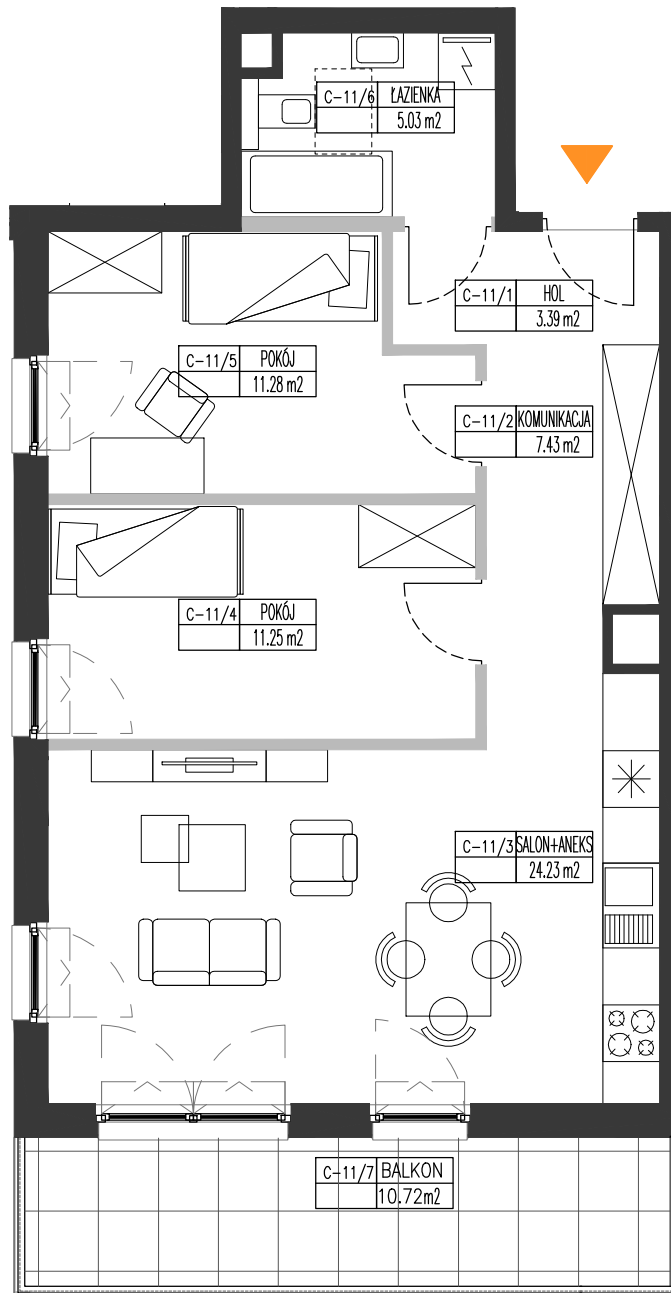 C-11/6 ŁAZIENKA
5.03 m2
C-11/1 HOL
3.39 m2
C-11/5 POKÓJ
11.28 m2
C-11/2 KOMUNIKACJA
7.43 m2
C-11/4 POKÓJ
11.25 m2
C-11/3 SALON+ANEKS
24.23 m2
C-11/7 BALKON
10.72m2